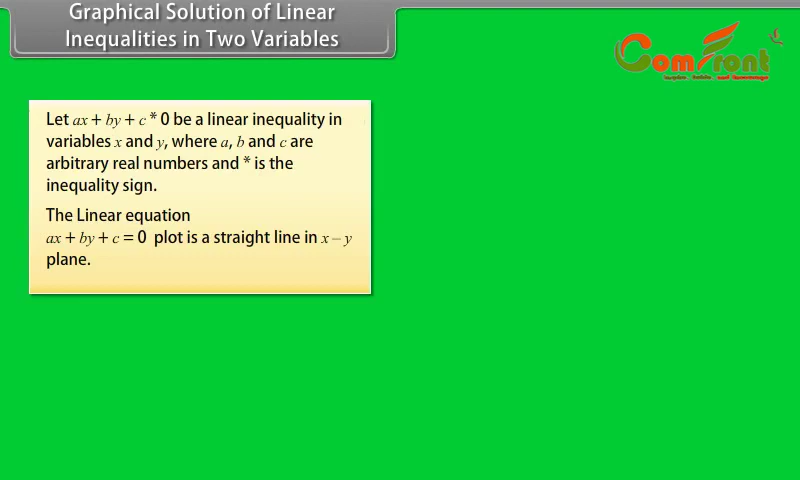 Graphical Solution of Linear
Inequalities in Two Variables
ComFront
Let ax + by + c * 0 be a linear inequality in
variables x and y, where a, b and c are
arbitrary real numbers and * is the
inequality sign.
The Linear equation
ax + by + c = 0 plot is a straight line in x – y
plane.